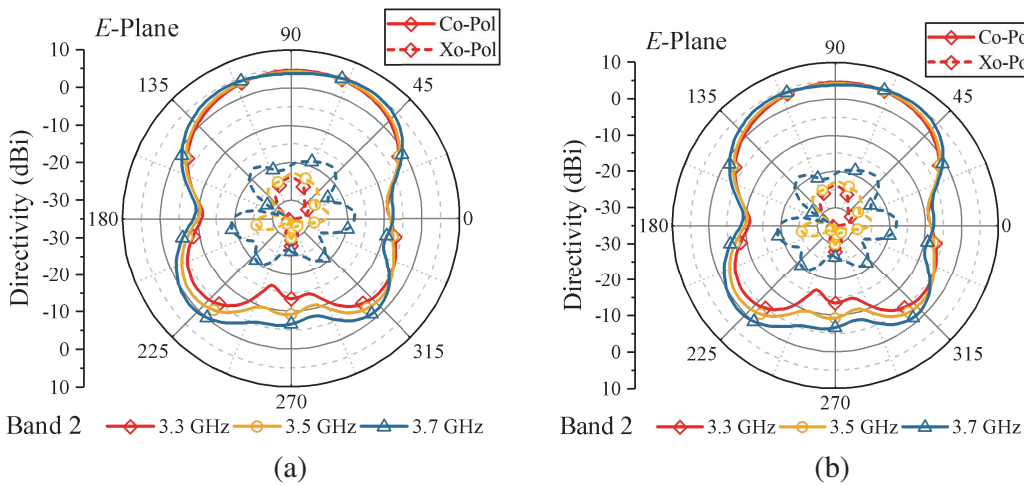 E-Plane
Co-Pol
Xo-Pol
Directivity (dBi)
10
0
-10
-20
-30
-30
-20
-10
0
10
90
45
0
315
270
225
180
135
Band 2
3.3 GHz
3.5 GHz
3.7 GHz
(a)
E-Plane
Co-Po
Xo-Po
Directivity (dBi)
10
0
-10
-20
-30
-30
-20
-10
0
10
90
45
0
315
270
225
180
135
Band 2
3.3 GHz
3.5 GHz
3.7 GHz
(b)